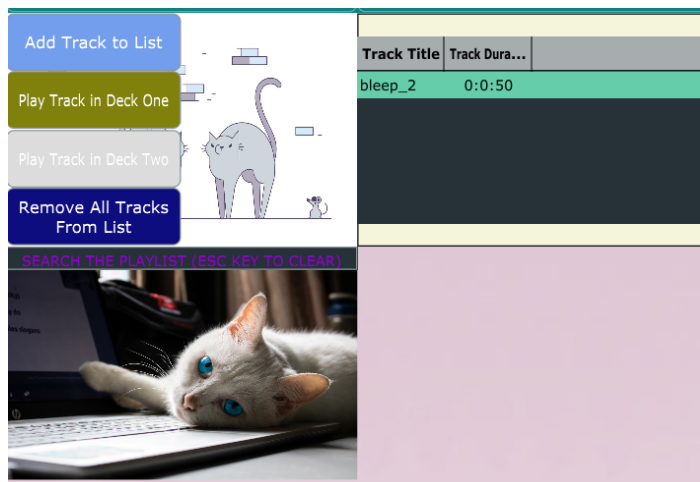 Add Track to List
Play Track in Deck One
Play Track in Deck Two
Remove All Tracks
From List
SEARCH THE PLAYLIST (ESC KEY TO CLEAR)
Track Title Track Dura...
bleep_2 0:0:50